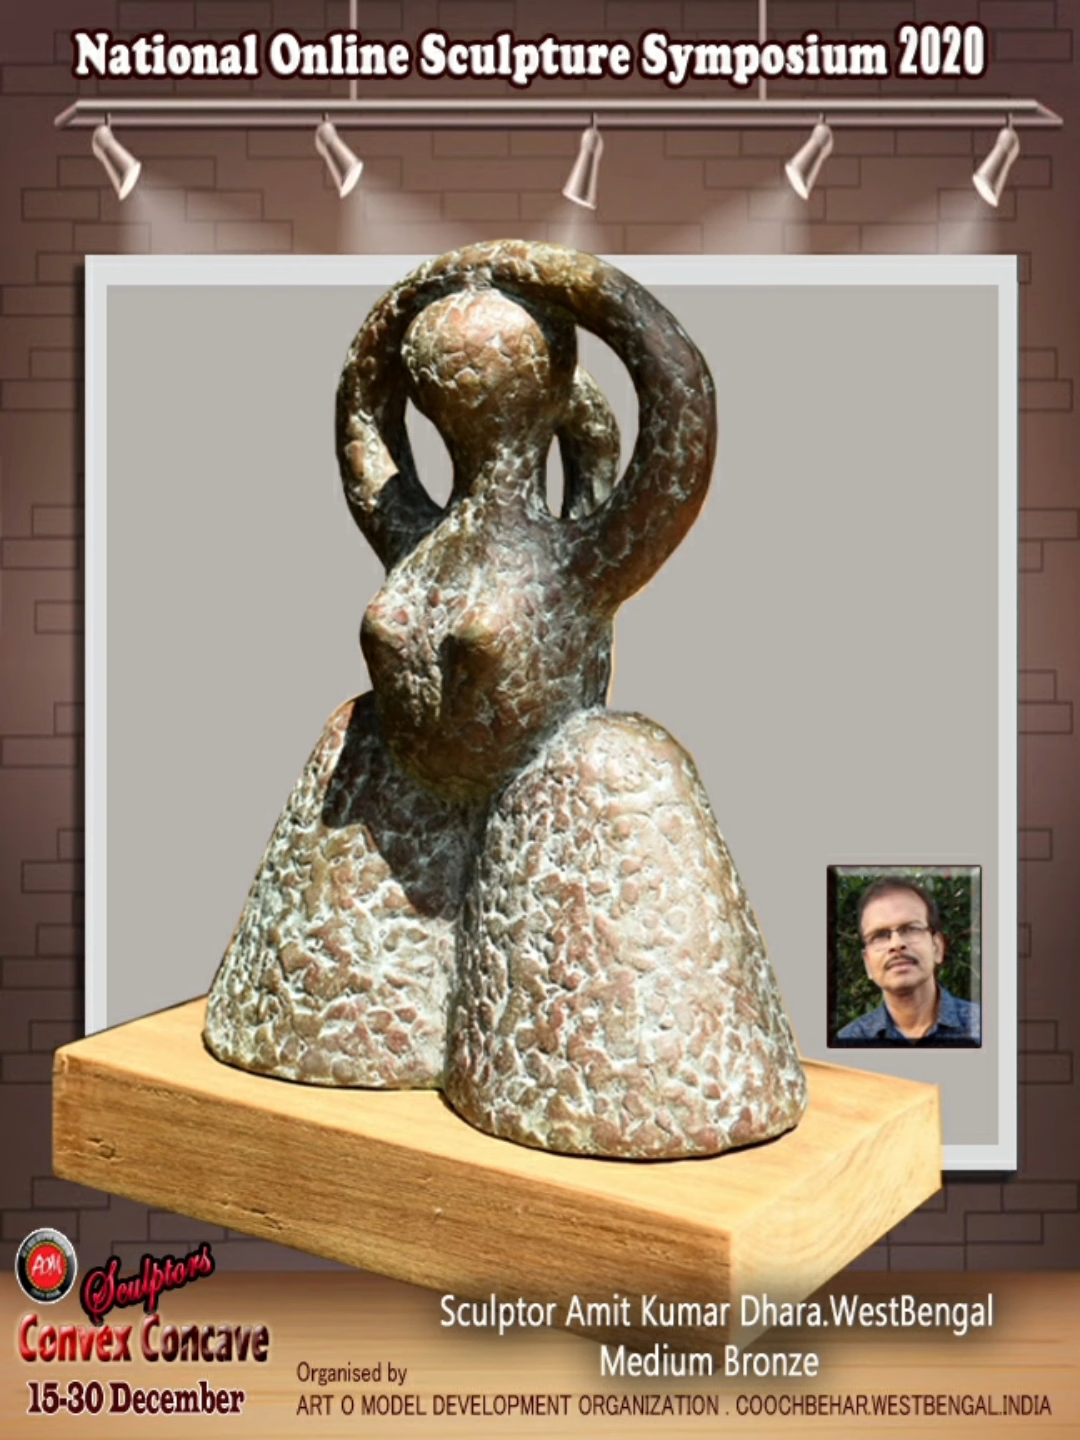 National Online Sculpture Symposium 2020
AOM
Sculptors
Convex Concave
15-30 December
Sculptor Amit Kumar Dhara.WestBengal
Medium Bronze
Organised by
ART O MODEL DEVELOPMENT ORGANIZATION . COOCHBEHAR.WESTBENGAL.INDIA